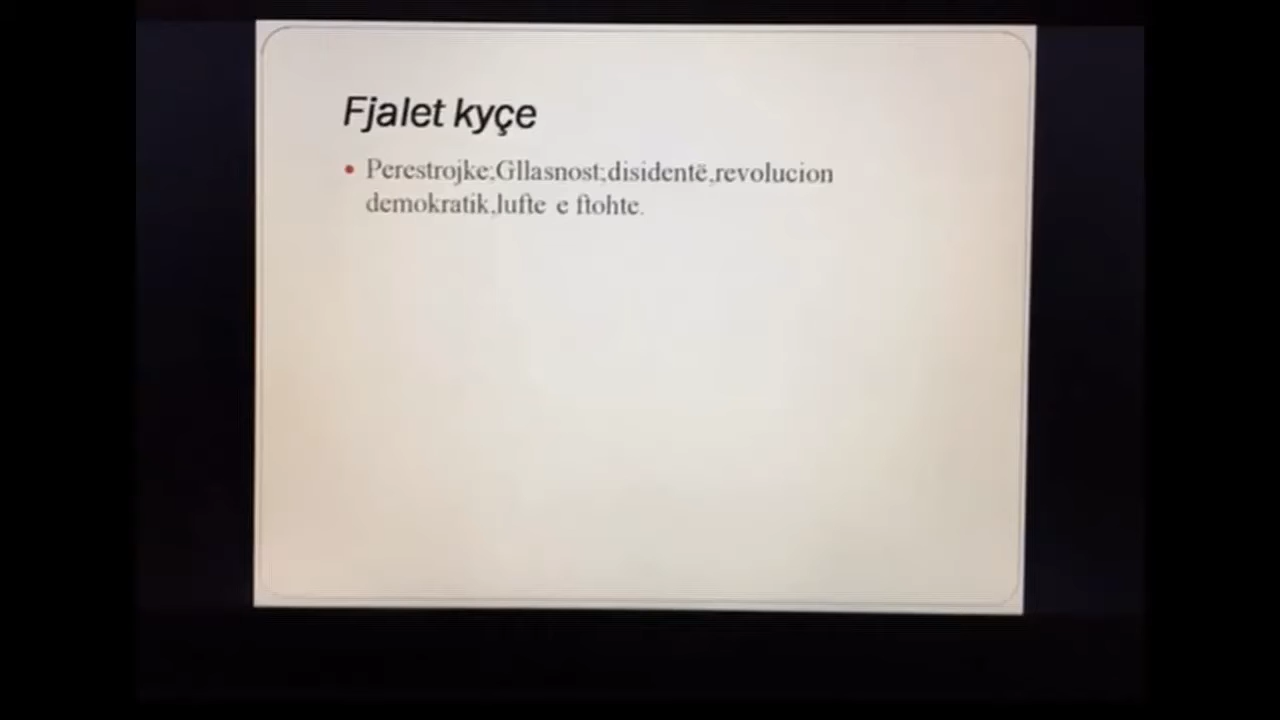 Fjalet kyçe
• Perestrojke;Gllasnost;disidentë,revolucion
demokratik,lufte e ftohte.